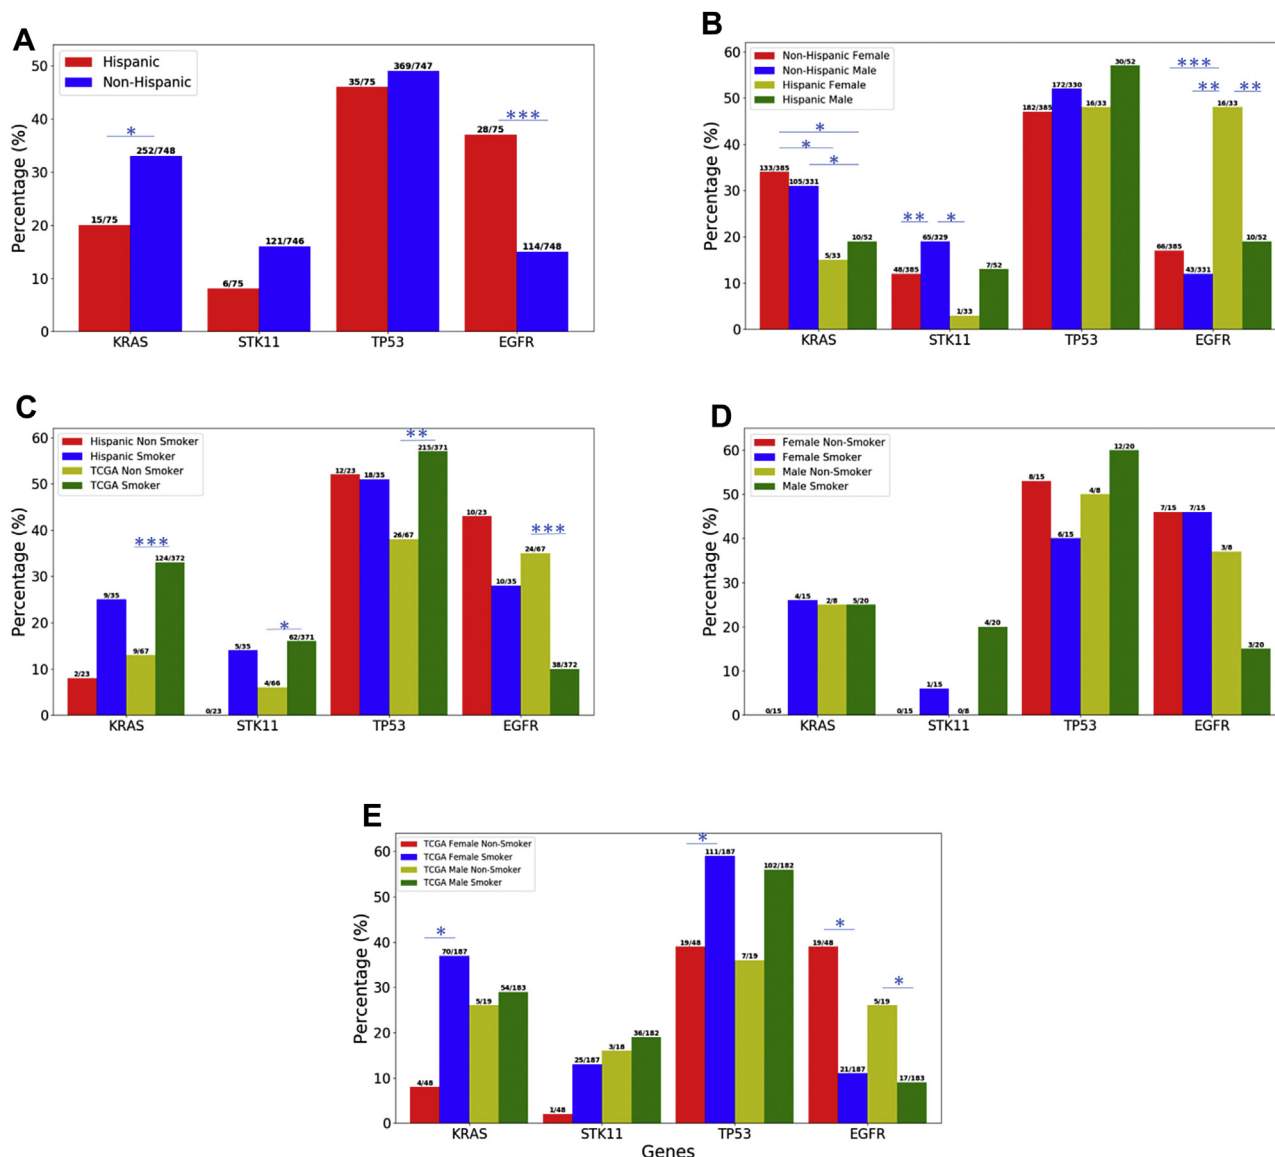 A
Hispanic
Non-Hispanic
Percentage (%)
50
40
30
20
10
0
15/75
*
252/748
6/75
121/746
35/75
369/747
28/75
***
114/748
KRAS
STK11
TP53
EGFR
B
Non-Hispanic Female
Non-Hispanic Male
Hispanic Female
Hispanic Male
Percentage (%)
60
50
40
30
20
10
0
*
*
*
133/385
105/331
5/33
10/52
**
*
48/385
65/329
1/33
7/52
182/385
172/330
16/33
30/52
***
**
**
66/385
43/331
16/33
10/52
KRAS
STK11
TP53
EGFR
C
Hispanic Non Smoker
Hispanic Smoker
TCGA Non Smoker
TCGA Smoker
Percentage (%)
60
50
40
30
20
10
0
***
2/23
9/35
9/67
124/372
*
0/23
5/35
4/66
62/371
**
12/23
18/35
26/67
215/371
***
10/23
10/35
24/67
38/372
KRAS
STK11
TP53
EGFR
D
Female Non-Smoker
Female Smoker
Male Non-Smoker
Male Smoker
Percentage (%)
60
50
40
30
20
10
0
0/15
4/15
2/8
5/20
0/15
1/15
0/8
4/20
8/15
6/15
4/8
12/20
7/15
7/15
3/8
3/20
KRAS
STK11
TP53
EGFR
E
TCGA Female Non-Smoker
TCGA Female Smoker
TCGA Male Non-Smoker
TCGA Male Smoker
Percentage (%)
60
50
40
30
20
10
0
*
4/48
70/187
5/19
54/183
1/48
25/187
3/18
36/182
*
19/48
111/187
7/19
102/182
*
*
19/48
21/187
5/19
17/183
KRAS
STK11
TP53
EGFR
Genes